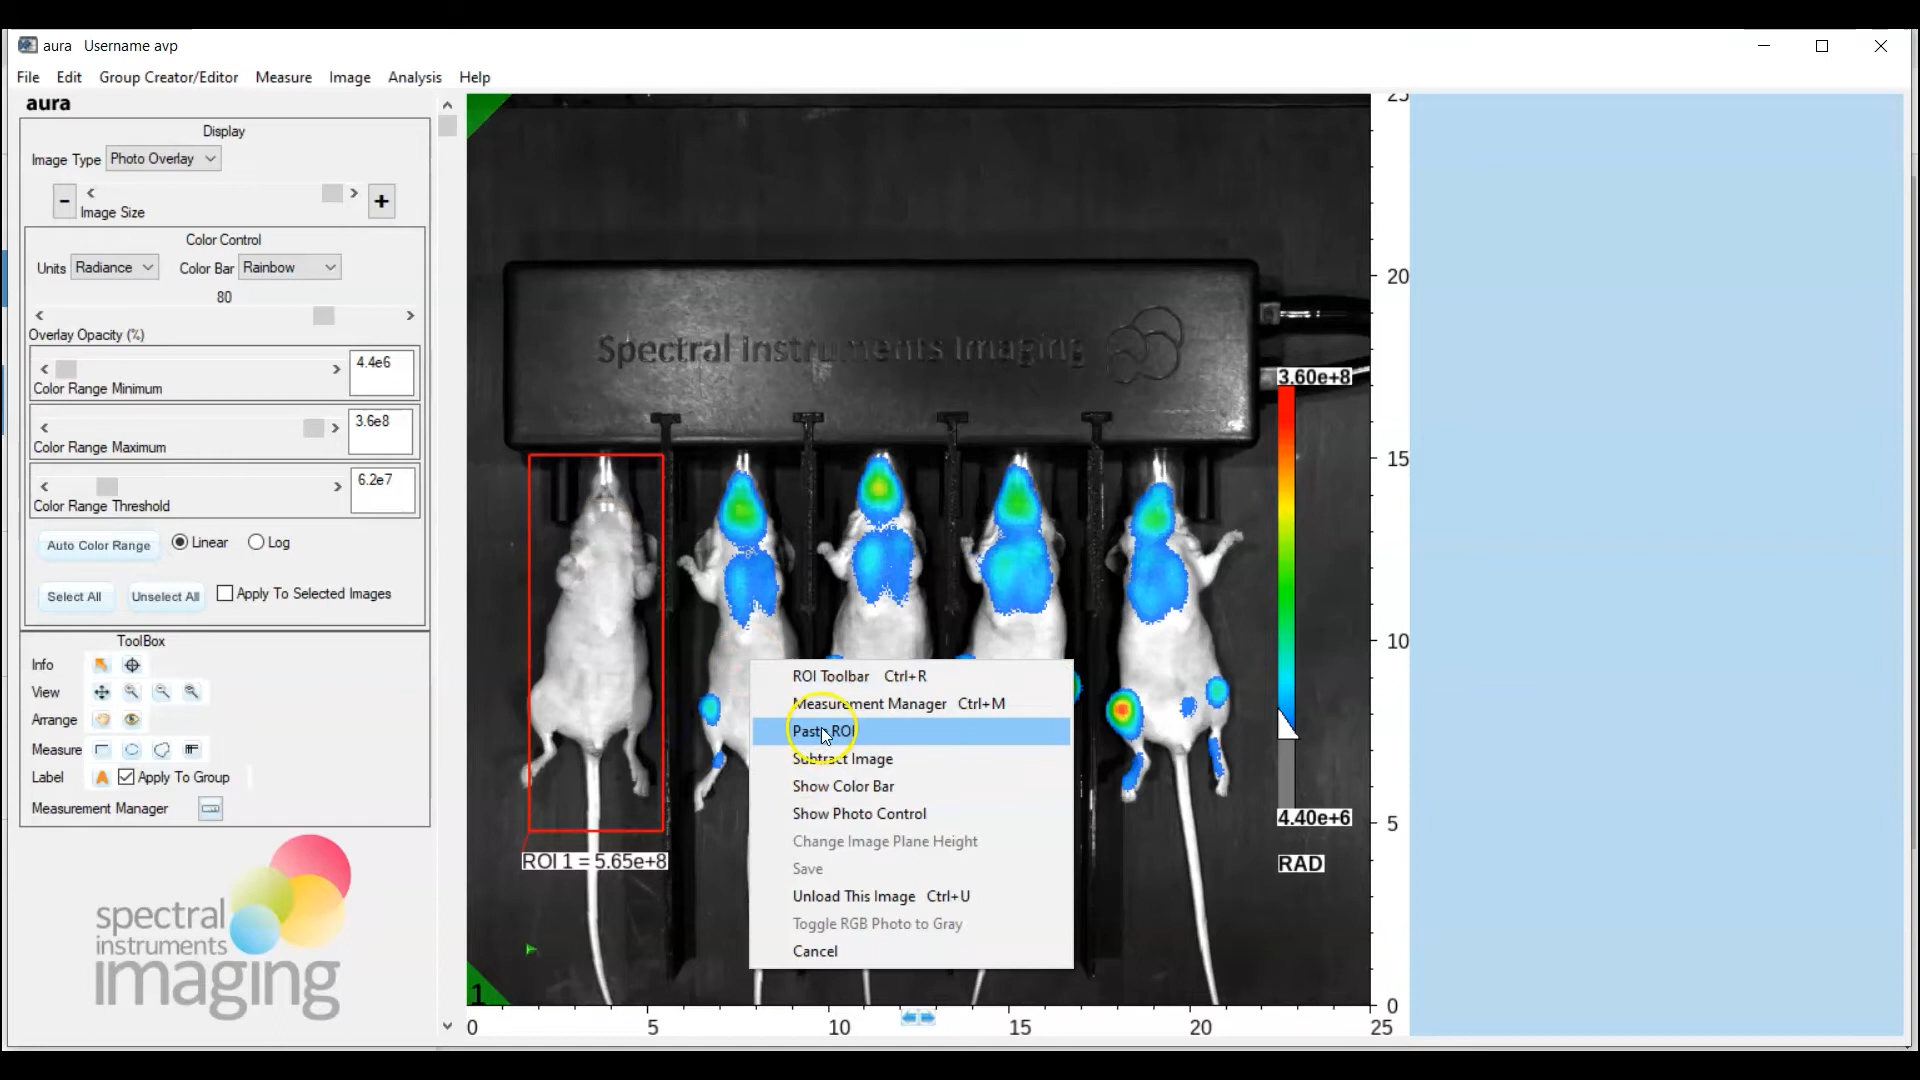 aura Username avp
File Edit Group Creator/Editor Measure Image Analysis Help
aura
Display
Image Type Photo Overlay
- < > +
Image Size
Color Control
Units Radiance Color Bar Rainbow
80
< >
Overlay Opacity (%)
< > 4.4e6
Color Range Minimum
< > 3.6e8
Color Range Maximum
< > 6.2e7
Color Range Threshold
Auto Color Range Linear Log
Select All Unselect All Apply To Selected Images
ToolBox
Info
View
Arrange
Measure
Label A Apply To Group
Measurement Manager
spectral
instruments
imaging
Spectral Instruments Imaging
3.60e+8
4.40e+6
RAD
ROI 1 = 5.65e+8
ROI Toolbar Ctrl+R
Measurement Manager Ctrl+M
Paste ROI
Subtract Image
Show Color Bar
Show Photo Control
Change Image Plane Height
Save
Unload This Image Ctrl+U
Toggle RGB Photo to Gray
Cancel
1
25
20
15
10
5
0
0 5 10 15 20 25